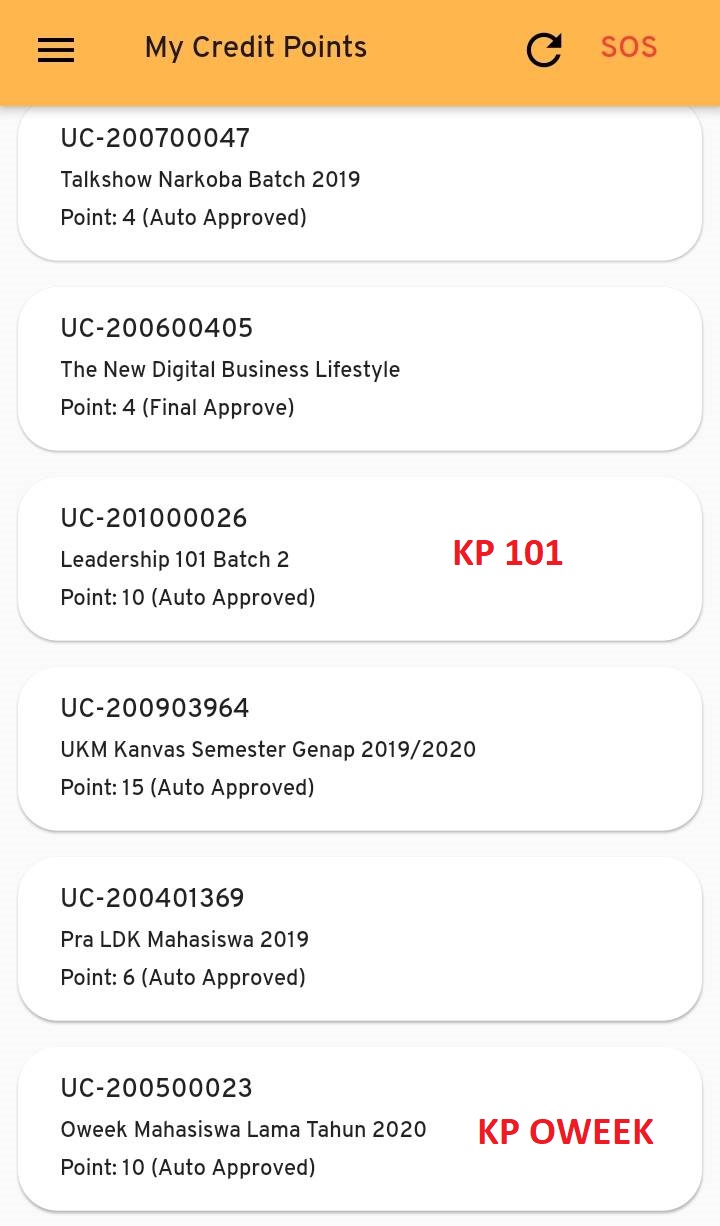 My Credit Points SOS
UC-200700047
Talkshow Narkoba Batch 2019
Point: 4 (Auto Approved)
UC-200600405
The New Digital Business Lifestyle
Point: 4 (Final Approve)
UC-201000026
Leadership 101 Batch 2
KP 101
Point: 10 (Auto Approved)
UC-200903964
UKM Kanvas Semester Genap 2019/2020
Point: 15 (Auto Approved)
UC-200401369
Pra LDK Mahasiswa 2019
Point: 6 (Auto Approved)
UC-200500023
Oweek Mahasiswa Lama Tahun 2020
KP OWEEK
Point: 10 (Auto Approved)